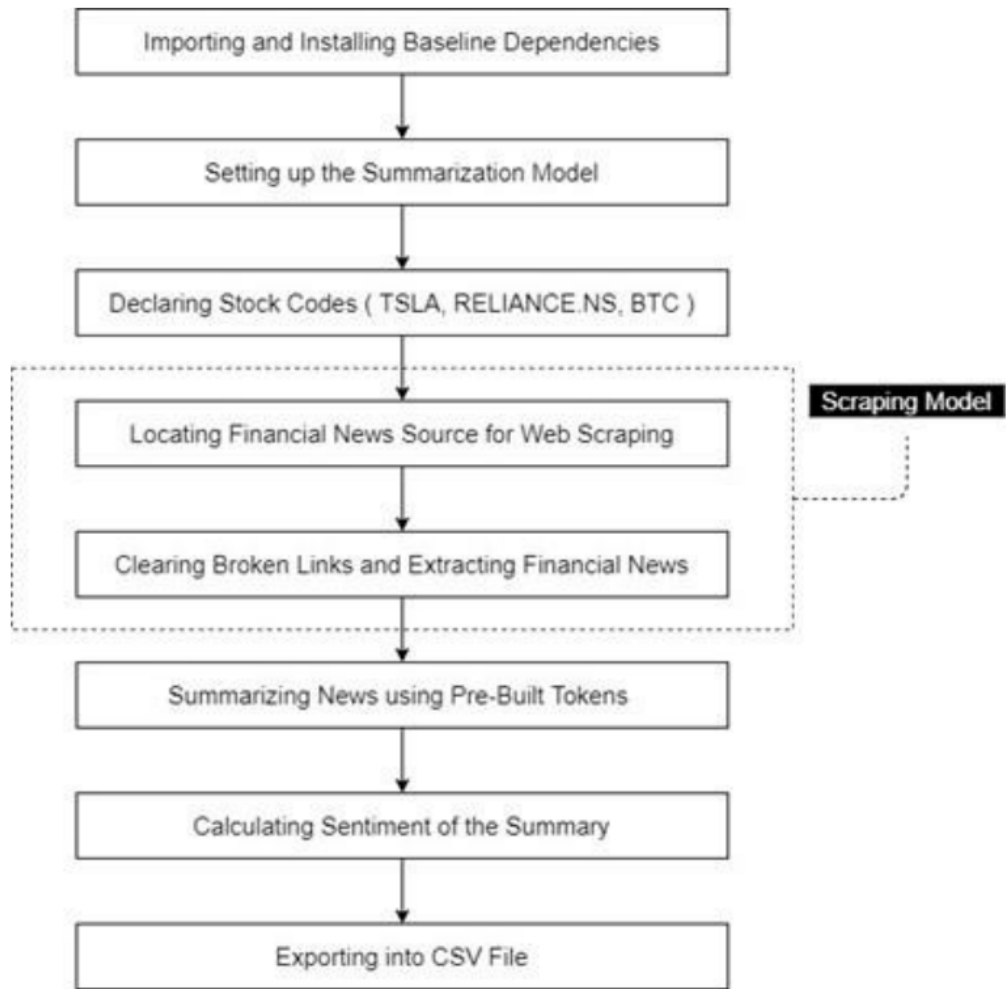 Importing and Installing Baseline Dependencies
Setting up the Summarization Model
Declaring Stock Codes ( TSLA, RELIANCE.NS, BTC )
Scraping Model
Locating Financial News Source for Web Scraping
Clearing Broken Links and Extracting Financial News
Summarizing News using Pre-Built Tokens
Calculating Sentiment of the Summary
Exporting into CSV File